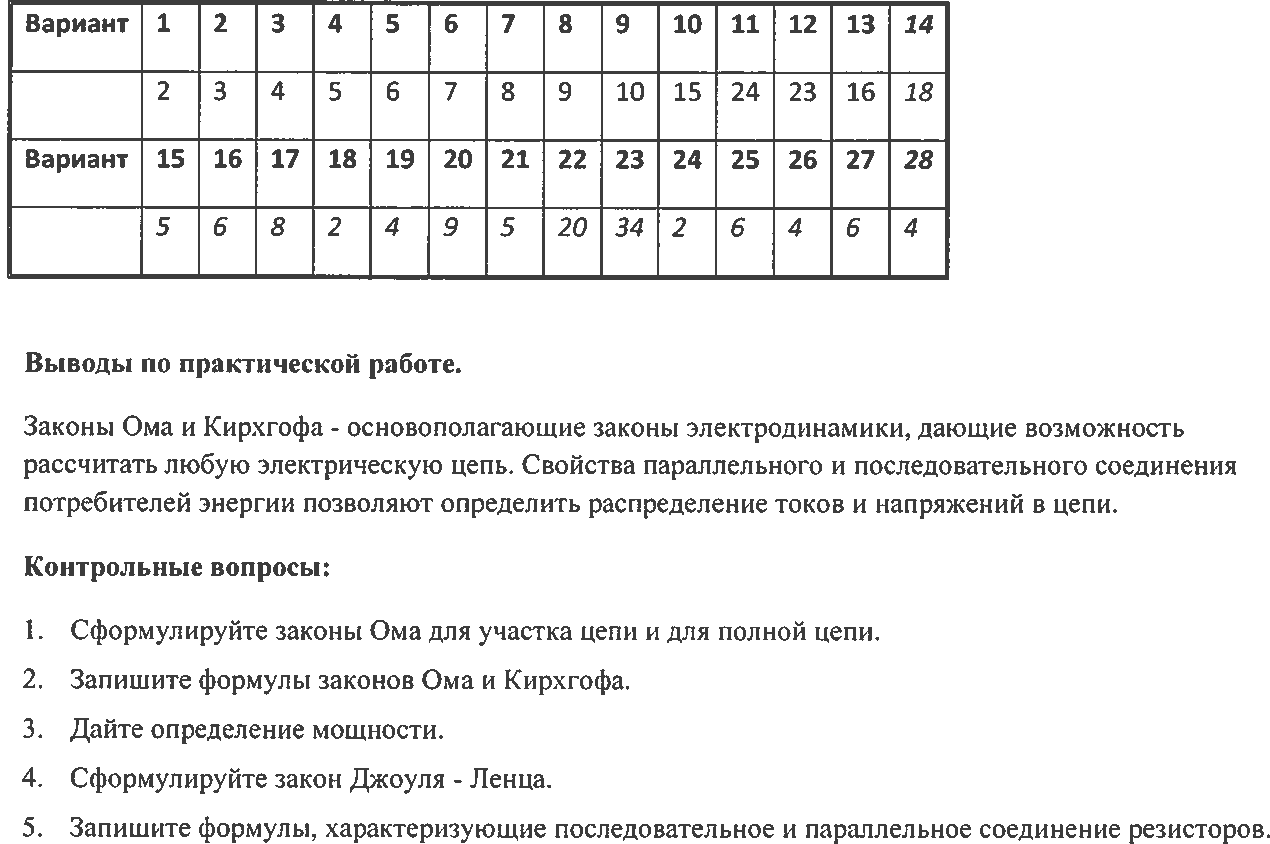 Вариант 1 2 3 4 5 6 7 8 9 10 11 12 13 14
2 3 4 5 6 7 8 9 10 15 24 23 16 18
Вариант 15 16 17 18 19 20 21 22 23 24 25 26 27 28
5 6 8 2 4 9 5 20 34 2 6 4 6 4
Выводы по практической работе.
Законы Ома и Кирхгофа - основополагающие законы электродинамики, дающие возможность
рассчитать любую электрическую цепь. Свойства параллельного и последовательного соединения
потребителей энергии позволяют определить распределение токов и напряжений в цепи.
Контрольные вопросы:
1. Сформулируйте законы Ома для участка цепи и для полной цепи.
2. Запишите формулы законов Ома и Кирхгофа.
3. Дайте определение мощности.
4. Сформулируйте закон Джоуля - Ленца.
5. Запишите формулы, характеризующие последовательное и параллельное соединение резисторов.